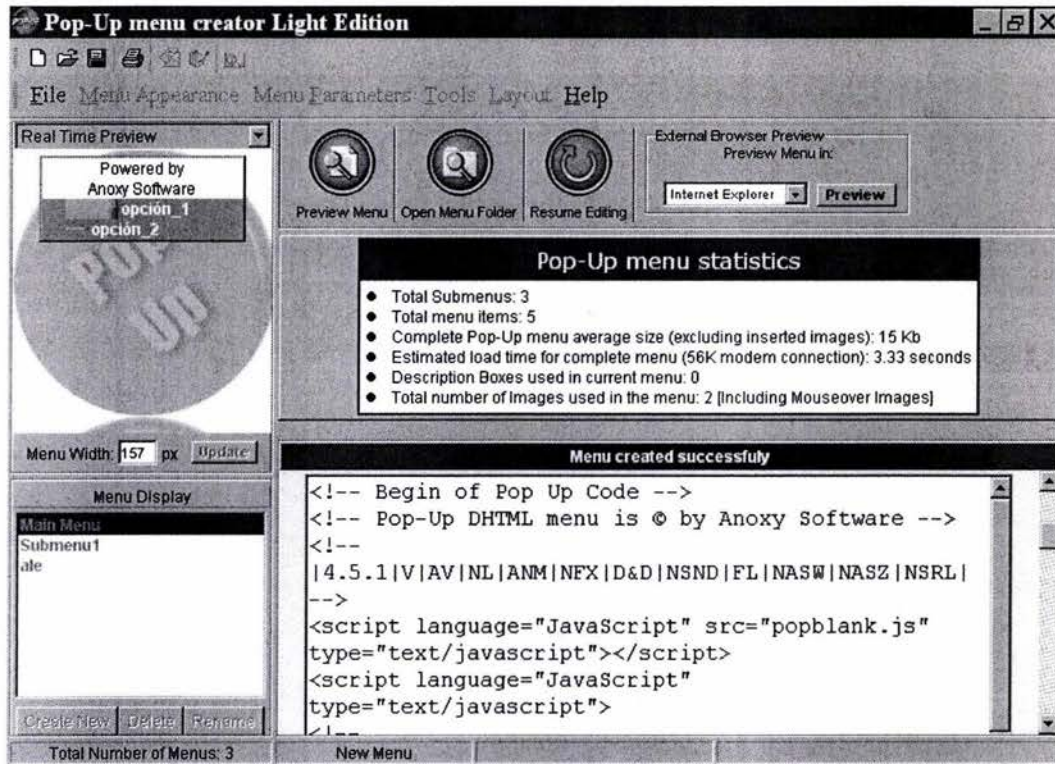 Pop-Up menu creator Light Edition
File Menu Appearance Menu Parameters Tools Layout Help
Real Time Preview
Powered by
Anoxy Software
opción_1
opción_2
Pop
Up
Menu Width: 157 px Update
Menu Display
Main Menu
Submenu1
ale
Create New Delete Rename
Total Number of Menus: 3
New Menu
Preview Menu Open Menu Folder Resume Editing
External Browser Preview
Preview Menu in:
Internet Explorer Preview
Pop-Up menu statistics
Total Submenus: 3
Total menu items: 5
Complete Pop-Up menu average size (excluding inserted images): 15 Kb
Estimated load time for complete menu (56K modem connection): 3.33 seconds
Description Boxes used in current menu: 0
Total number of Images used in the menu: 2 [Including Mouseover Images]
Menu created successfuly
<!-- Begin of Pop Up Code -->
<!-- Pop-Up DHTML menu is © by Anoxy Software -->
<!--
|4.5.1|V|AV|NL|ANM|NFX|D&D|NSND|FL|NASW|NASZ|NSRL|
-->
<script language="JavaScript" src="popblank.js"
type="text/javascript"></script>
<script language="JavaScript"
type="text/javascript">
<!--